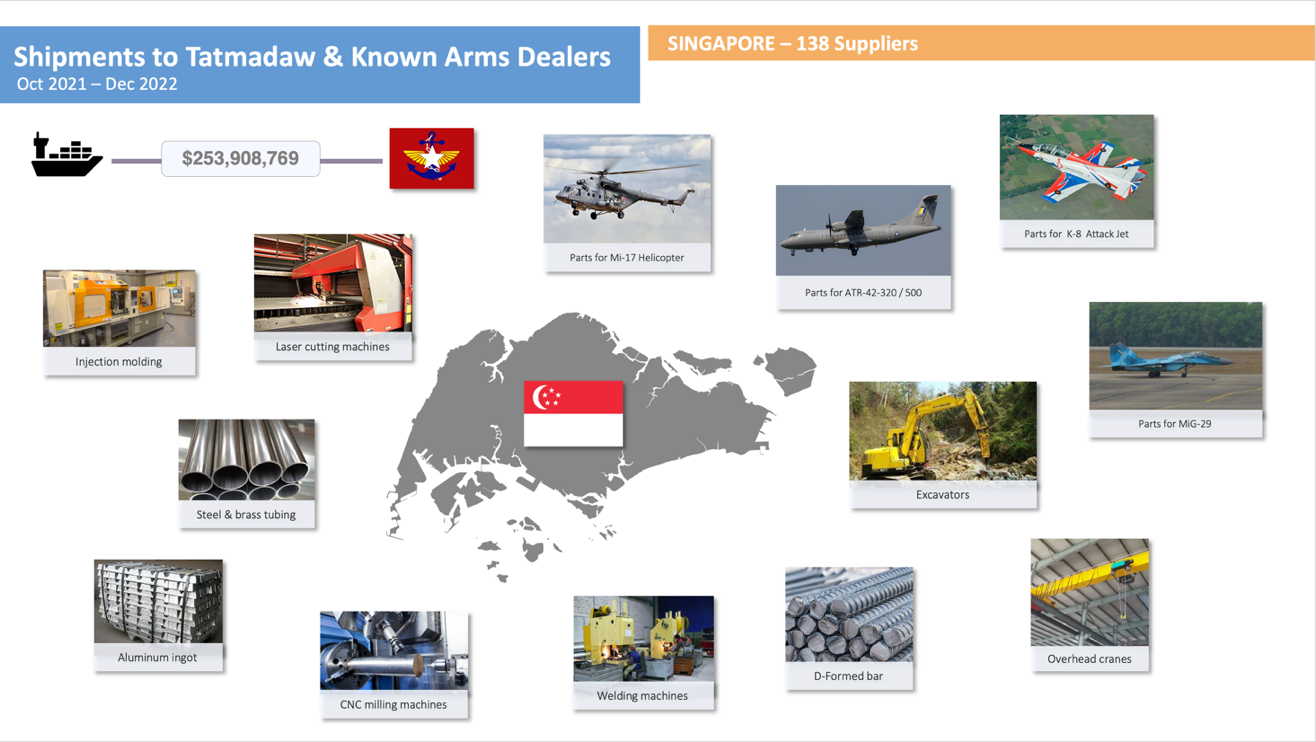 Shipments to Tatmadaw & Known Arms Dealers
Oct 2021 – Dec 2022
SINGAPORE – 138 Suppliers
$253,908,769
Parts for Mi-17 Helicopter
Parts for ATR-42-320 / 500
Parts for K-8 Attack Jet
Injection molding
Laser cutting machines
Parts for MiG-29
Steel & brass tubing
Excavators
Aluminum ingot
CNC milling machines
Welding machines
D-Formed bar
Overhead cranes